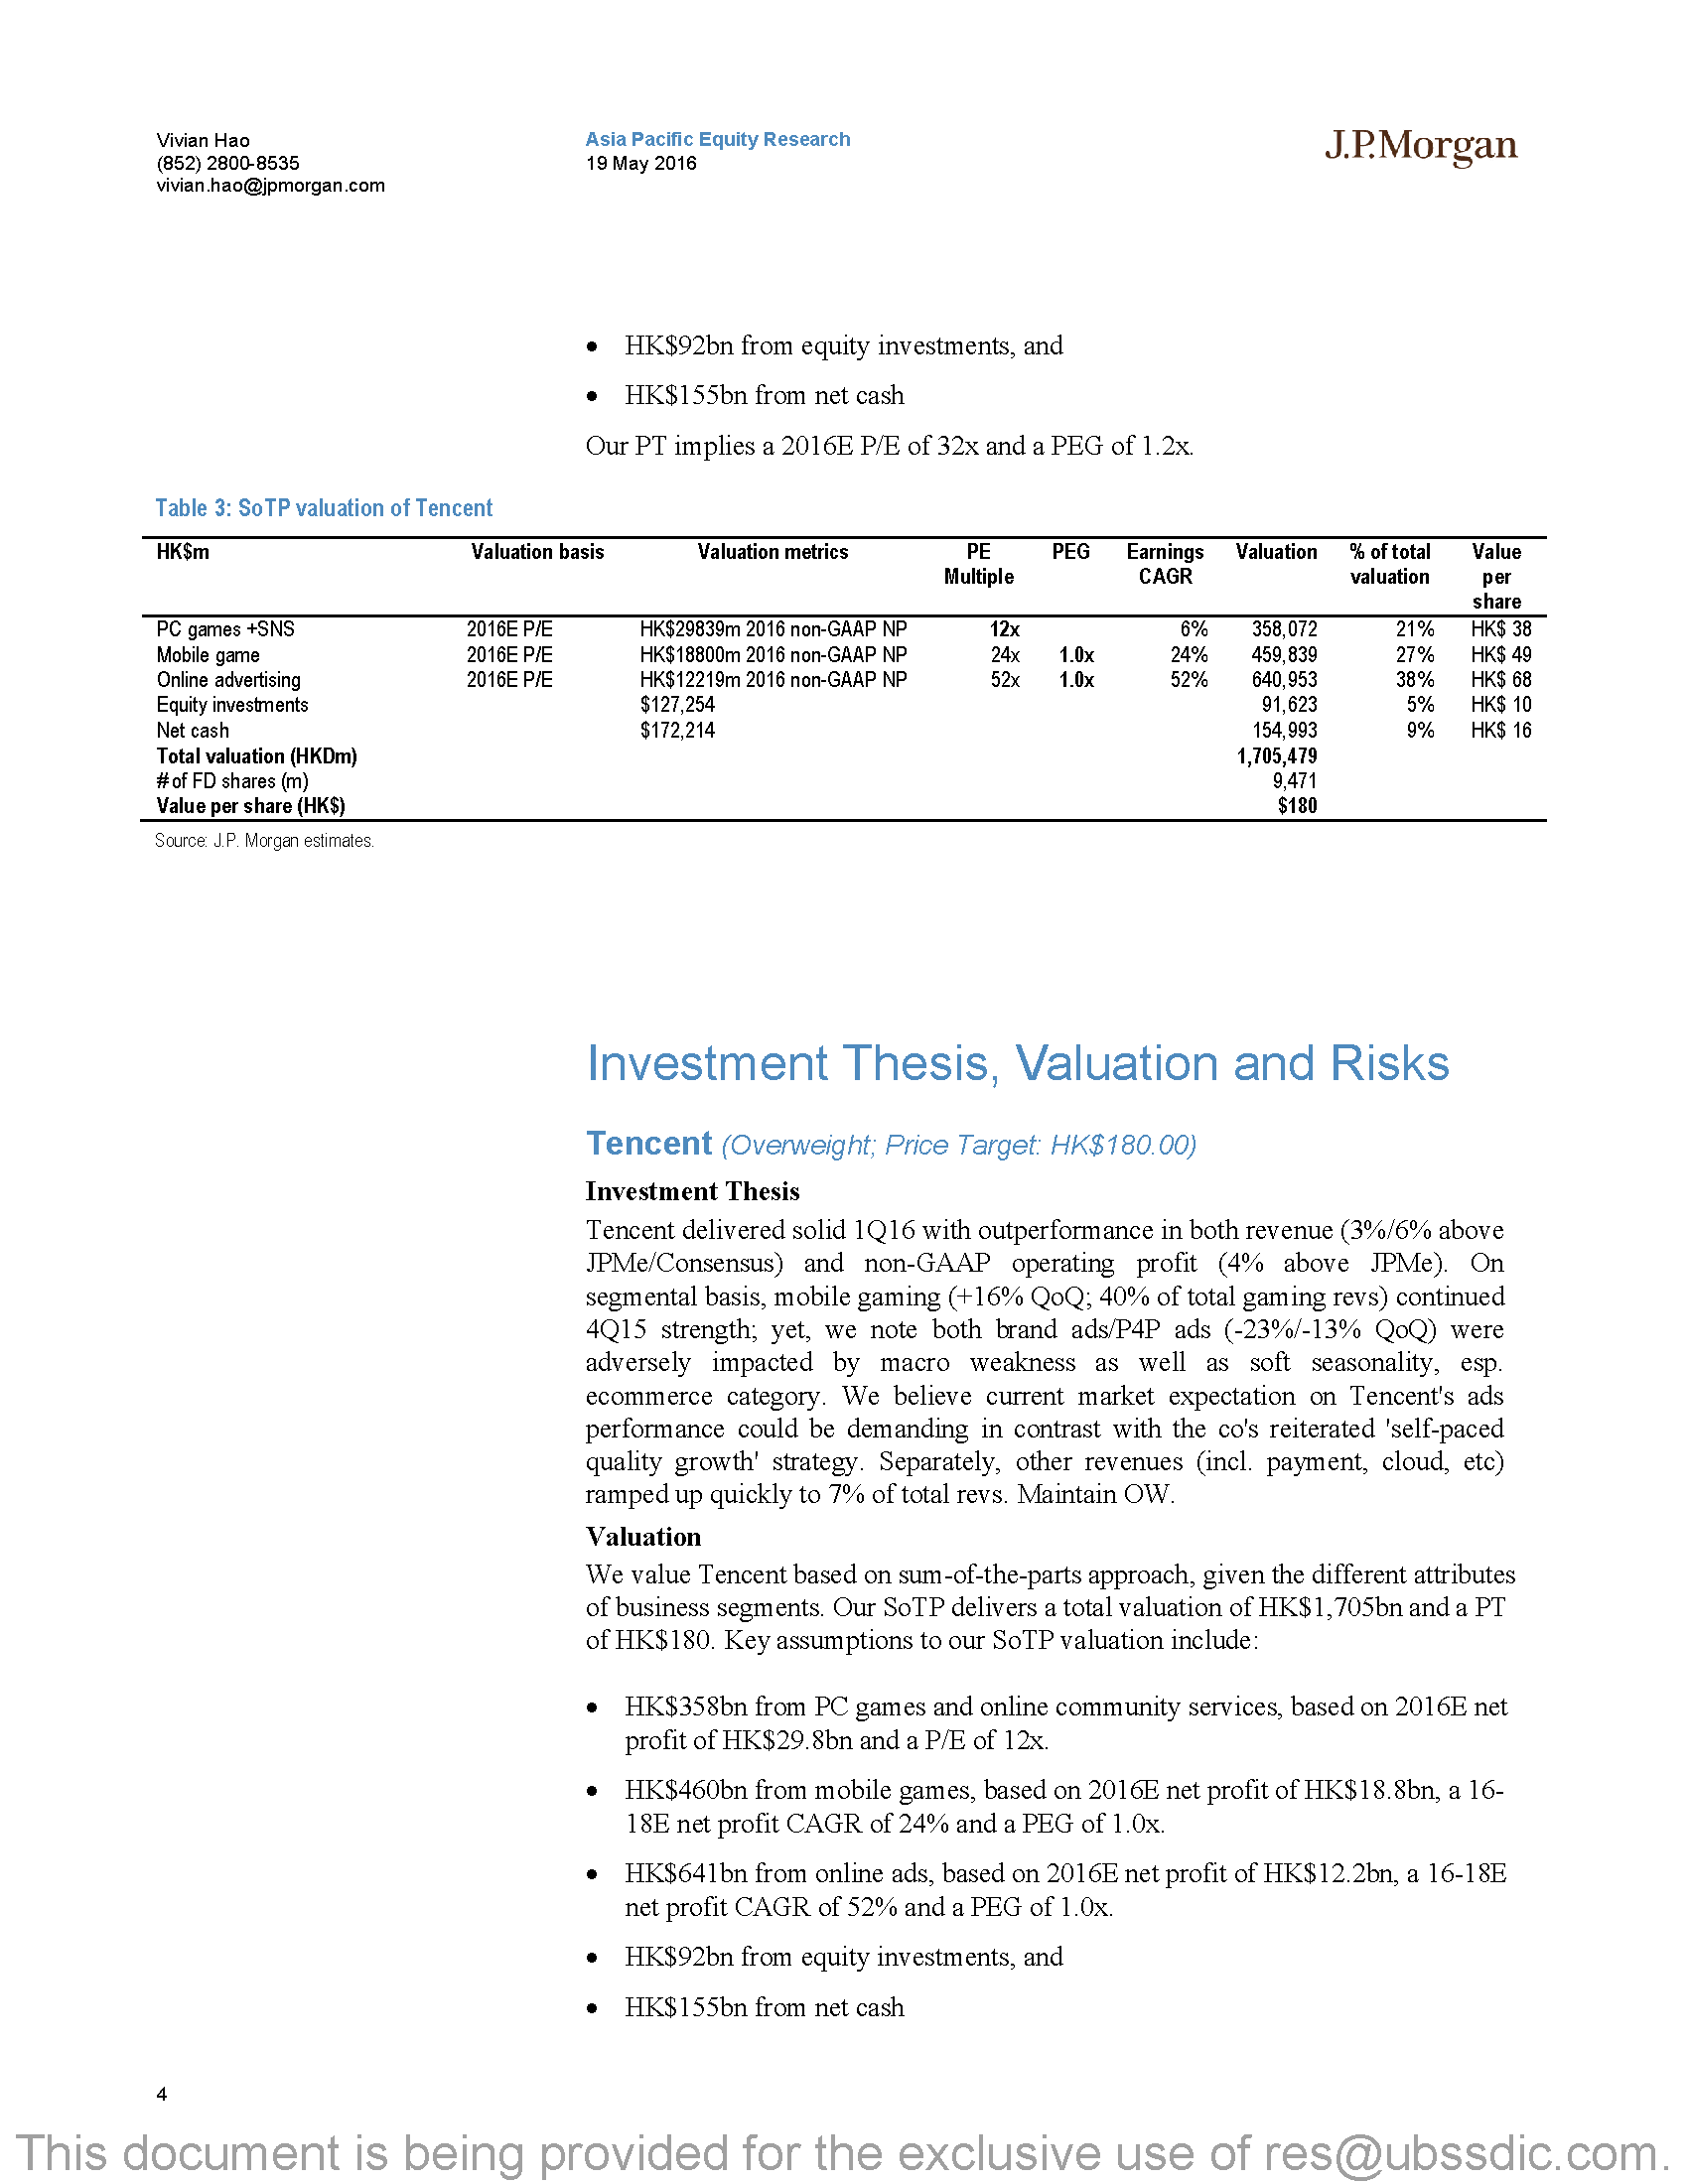 Vivian Hao
(852) 2800-8535
vivian.hao@jpmorgan.com
Asia Pacific Equity Research
19 May 2016
J.P.Morgan
• HK$92bn from equity investments, and
• HK$155bn from net cash
Our PT implies a 2016E P/E of 32x and a PEG of 1.2x.
Table 3: SoTP valuation of Tencent
HK$m Valuation basis Valuation metrics PE Multiple PEG Earnings CAGR Valuation % of total valuation Value per share
PC games +SNS 2016E P/E HK$29839m 2016 non-GAAP NP 12x 6% 358,072 21% HK$ 38
Mobile game 2016E P/E HK$18800m 2016 non-GAAP NP 24x 1.0x 24% 459,839 27% HK$ 49
Online advertising 2016E P/E HK$12219m 2016 non-GAAP NP 52x 1.0x 52% 640,953 38% HK$ 68
Equity investments $127,254 91,623 5% HK$ 10
Net cash $172,214 154,993 9% HK$ 16
Total valuation (HKDm) 1,705,479
# of FD shares (m) 9,471
Value per share (HK$) $180
Source: J.P. Morgan estimates.
Investment Thesis, Valuation and Risks
Tencent (Overweight; Price Target: HK$180.00)
Investment Thesis
Tencent delivered solid 1Q16 with outperformance in both revenue (3%/6% above
JPMe/Consensus) and non-GAAP operating profit (4% above JPMe). On
segmental basis, mobile gaming (+16% QoQ; 40% of total gaming revs) continued
4Q15 strength; yet, we note both brand ads/P4P ads (-23%/-13% QoQ) were
adversely impacted by macro weakness as well as soft seasonality, esp.
ecommerce category. We believe current market expectation on Tencent's ads
performance could be demanding in contrast with the co's reiterated 'self-paced
quality growth' strategy. Separately, other revenues (incl. payment, cloud, etc)
ramped up quickly to 7% of total revs. Maintain OW.
Valuation
We value Tencent based on sum-of-the-parts approach, given the different attributes
of business segments. Our SoTP delivers a total valuation of HK$1,705bn and a PT
of HK$180. Key assumptions to our SoTP valuation include:
• HK$358bn from PC games and online community services, based on 2016E net
profit of HK$29.8bn and a P/E of 12x.
• HK$460bn from mobile games, based on 2016E net profit of HK$18.8bn, a 16-
18E net profit CAGR of 24% and a PEG of 1.0x.
• HK$641bn from online ads, based on 2016E net profit of HK$12.2bn, a 16-18E
net profit CAGR of 52% and a PEG of 1.0x.
• HK$92bn from equity investments, and
• HK$155bn from net cash
4
This document is being provided for the exclusive use of res@ubssdic.com.